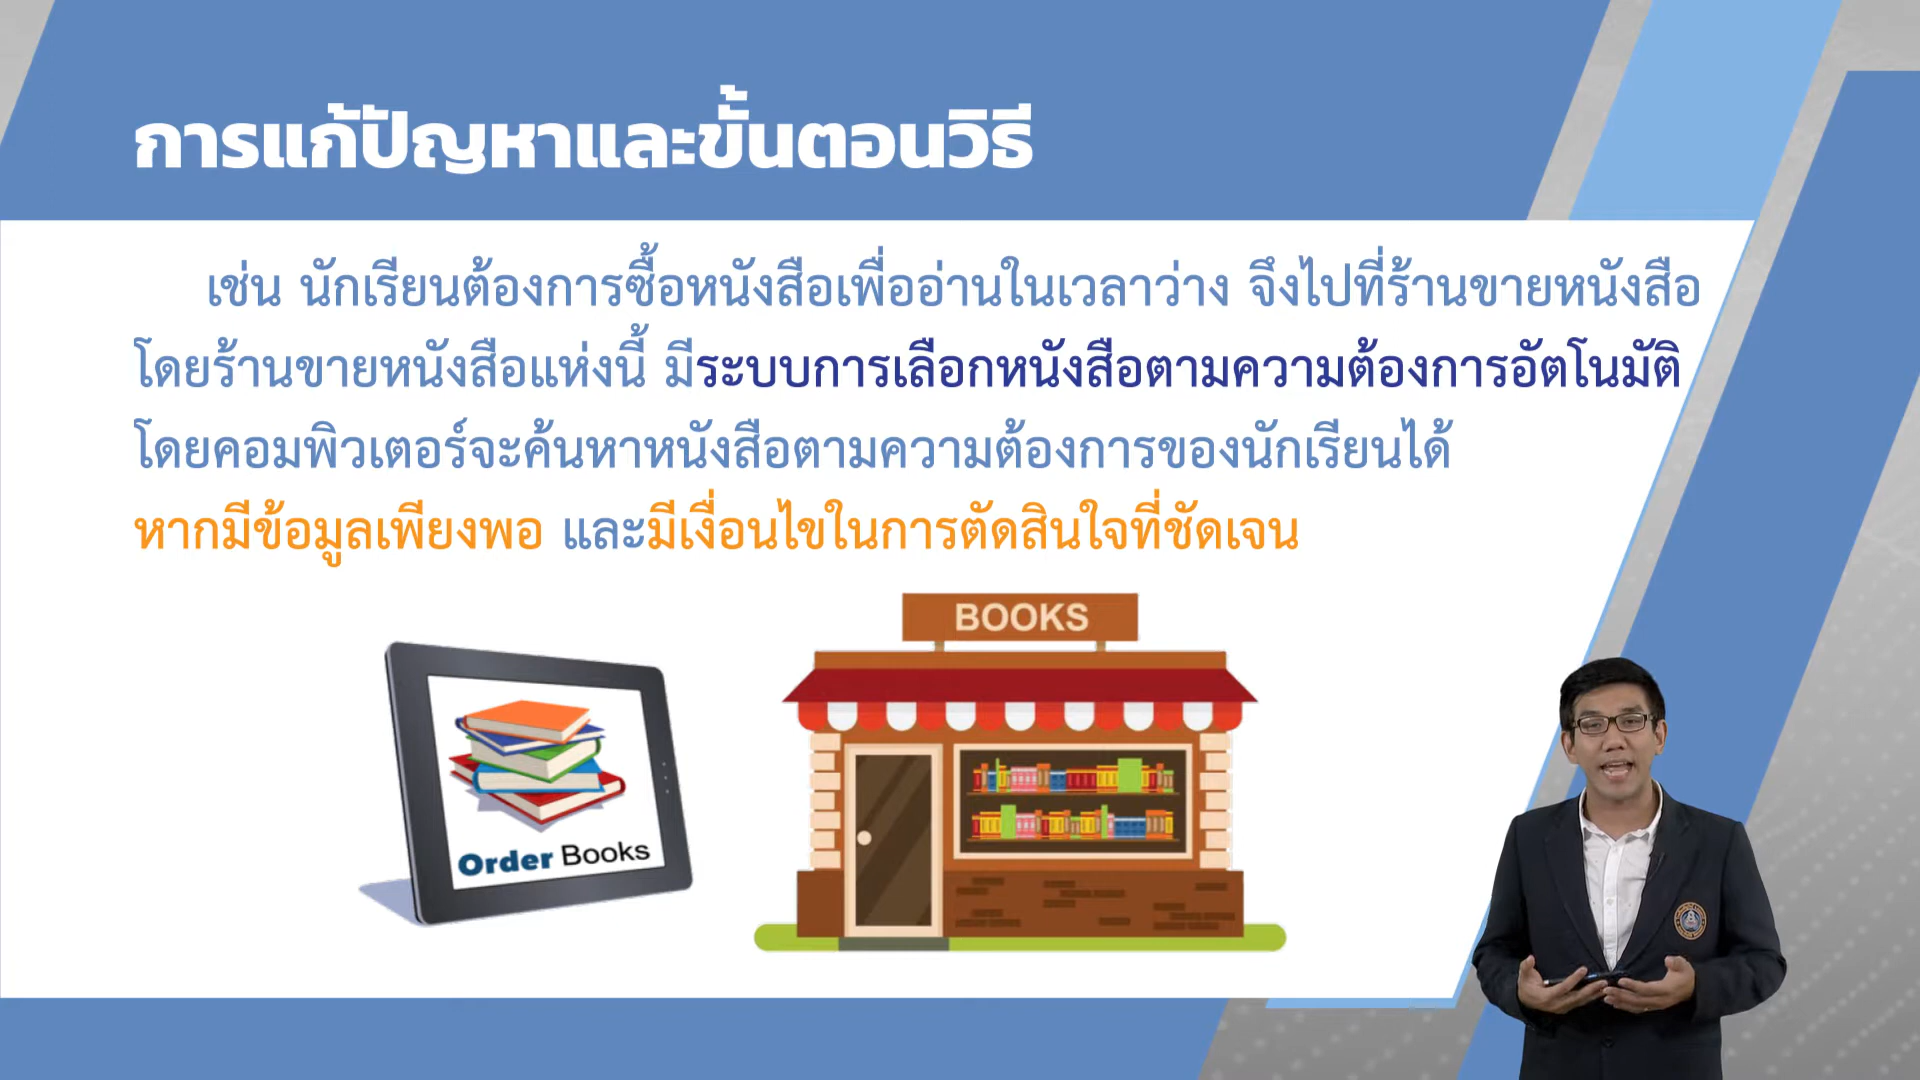 การแก้ปัญหาและขั้นตอนวิธี
เช่น นักเรียนต้องการซื้อหนังสือเพื่ออ่านในเวลาว่าง จึงไปที่ร้านขายหนังสือ
โดยร้านขายหนังสือแห่งนี้ มีระบบการเลือกหนังสือตามความต้องการอัตโนมัติ
โดยคอมพิวเตอร์จะค้นหาหนังสือตามความต้องการของนักเรียนได้
หากมีข้อมูลเพียงพอ และมีเงื่อนไขในการตัดสินใจที่ชัดเจน
BOOKS
Order Books